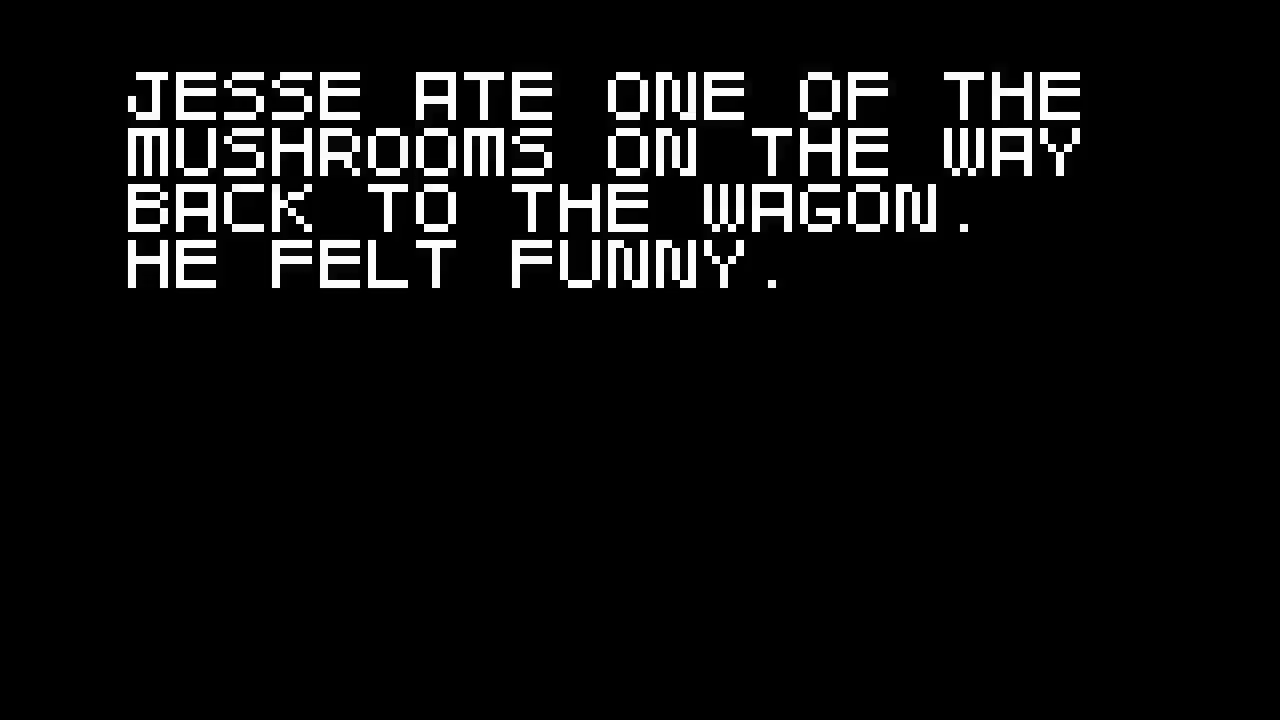 JESSE ATE ONE OF THE
MUSHROOMS ON THE WAY
BACK TO THE WAGON.
HE FELT FUNNY.